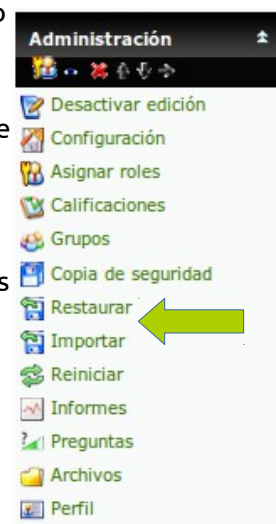 Administración
Desactivar edición
Configuración
Asignar roles
Calificaciones
Grupos
Copia de seguridad
Restaurar
Importar
Reiniciar
Informes
Preguntas
Archivos
Perfil